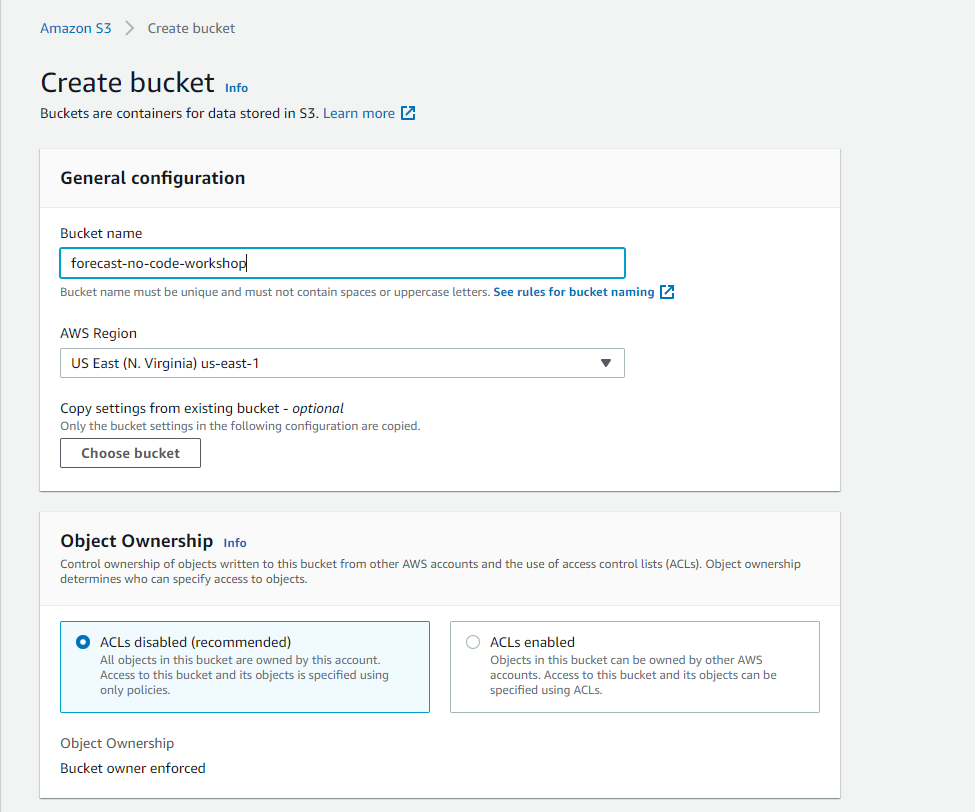 Amazon S3 > Create bucket
Create bucket Info
Buckets are containers for data stored in S3. Learn more
General configuration
Bucket name
forecast-no-code-workshop
Bucket name must be unique and must not contain spaces or uppercase letters. See rules for bucket naming
AWS Region
US East (N. Virginia) us-east-1
Copy settings from existing bucket - optional
Only the bucket settings in the following configuration are copied.
Choose bucket
Object Ownership Info
Control ownership of objects written to this bucket from other AWS accounts and the use of access control lists (ACLs). Object ownership
determines who can specify access to objects.
ACLs disabled (recommended)
All objects in this bucket are owned by this account.
Access to this bucket and its objects is specified using
only policies.
ACLs enabled
Objects in this bucket can be owned by other AWS
accounts. Access to this bucket and its objects can be
specified using ACLs.
Object Ownership
Bucket owner enforced